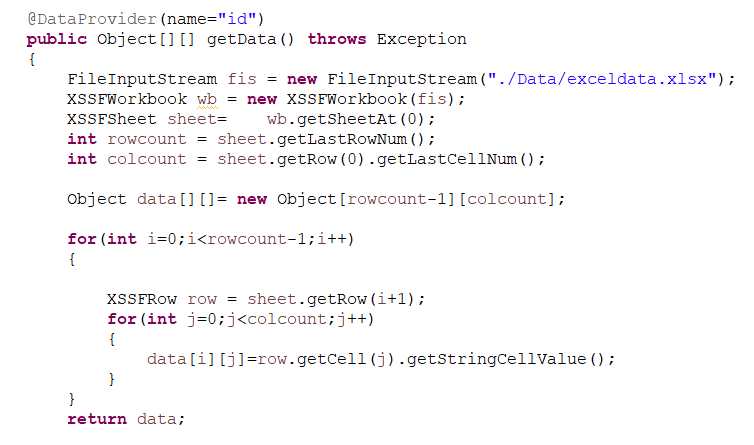 @DataProvider(name="id")
public Object[][] getData() throws Exception
{
FileInputStream fis = new FileInputStream("./Data/exceldata.xlsx");
XSSFWorkbook wb = new XSSFWorkbook(fis);
XSSFSheet sheet=    wb.getSheetAt(0);
int rowcount = sheet.getLastRowNum();
int colcount = sheet.getRow(0).getLastCellNum();
Object data[][]= new Object[rowcount-1][colcount];
for(int i=0;i<rowcount-1;i++)
{
XSSFRow row = sheet.getRow(i+1);
for(int j=0;j<colcount;j++)
{
data[i][j]=row.getCell(j).getStringCellValue();
}
}
return data;